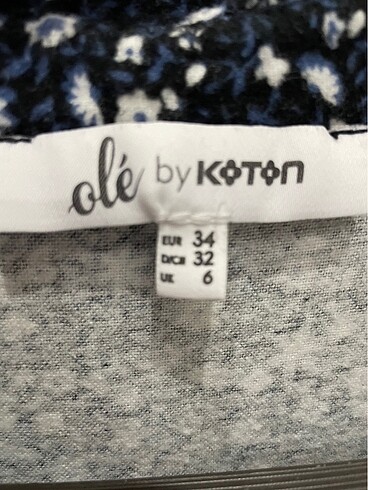 olé by KOTON
EUR 34
D/CH 32
UK 6